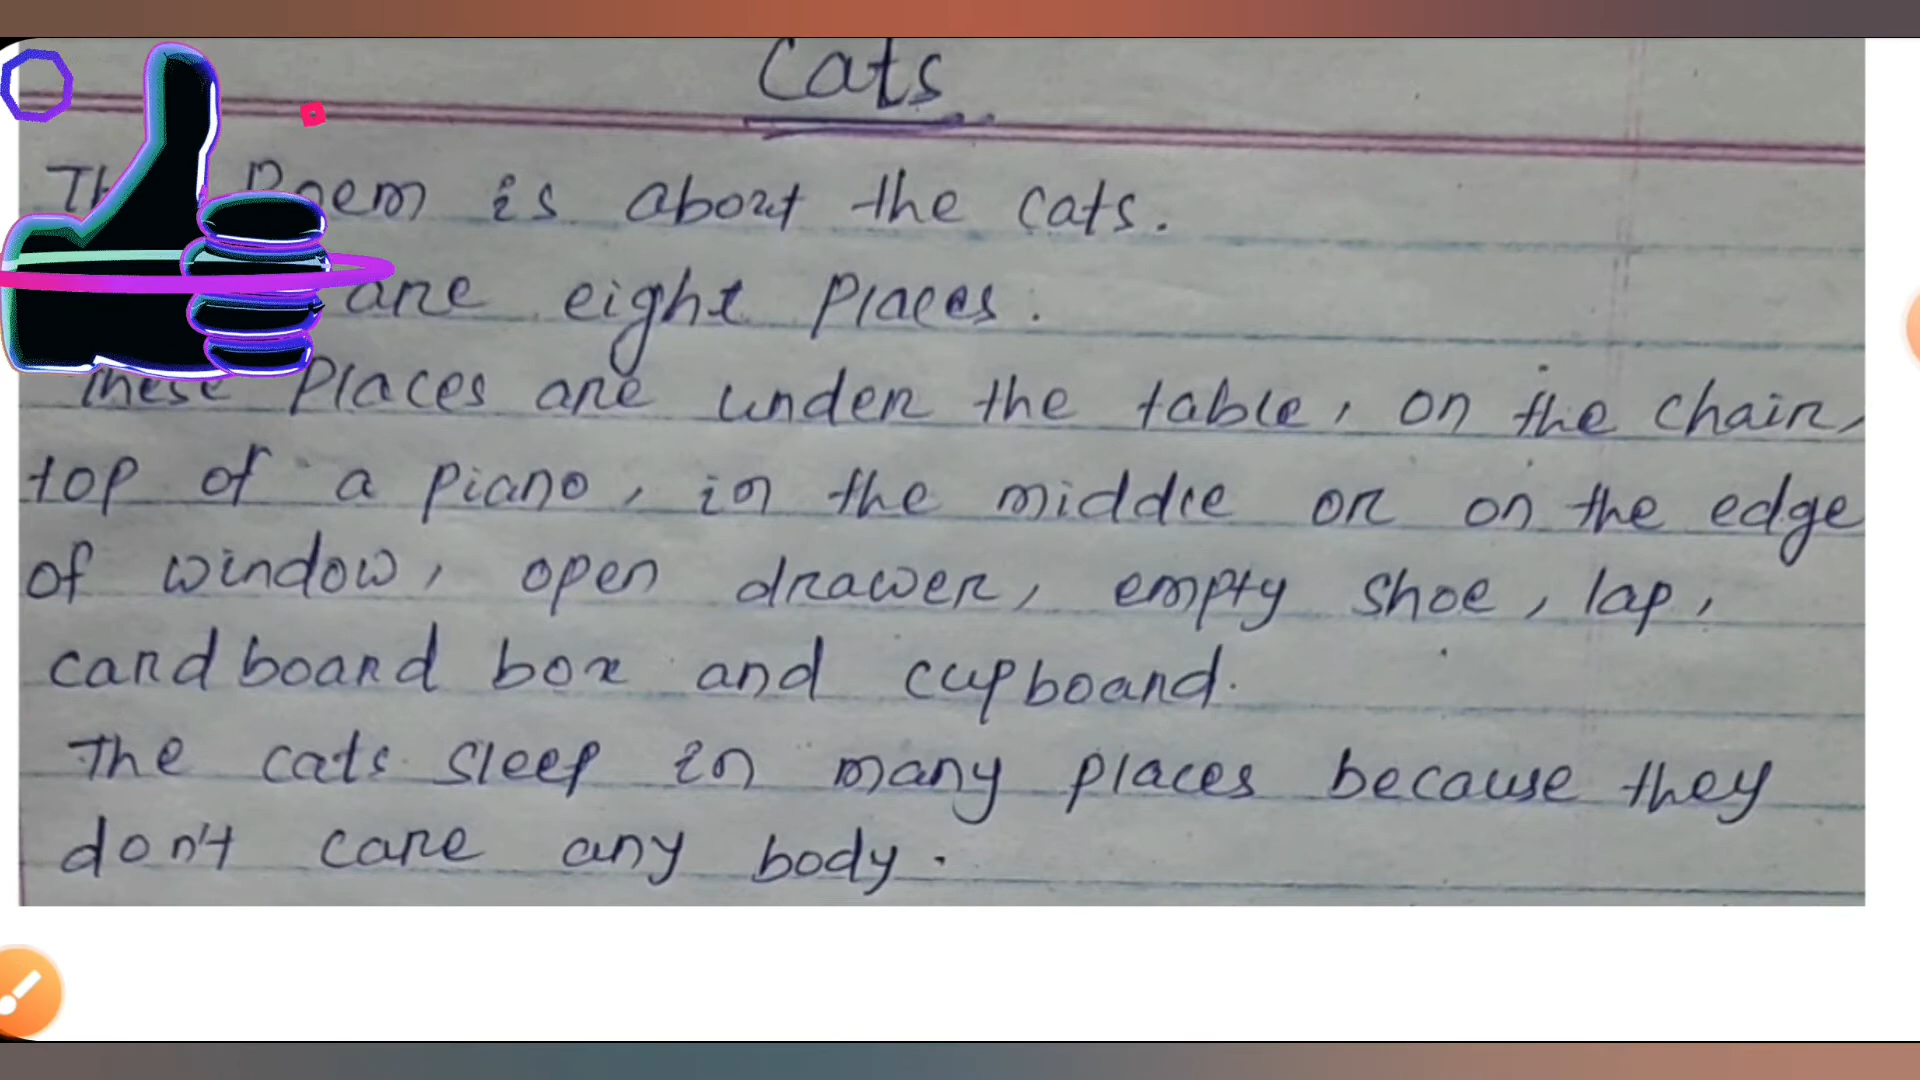 Cats
Poem is about the cats.
are eight places.
These places are under the table, on the chair,
top of a piano, in the middle or on the edge
of window, open drawer, empty shoe, lap,
cardboard box and cupboard.
The cats sleep in many places because they
don't care any body.